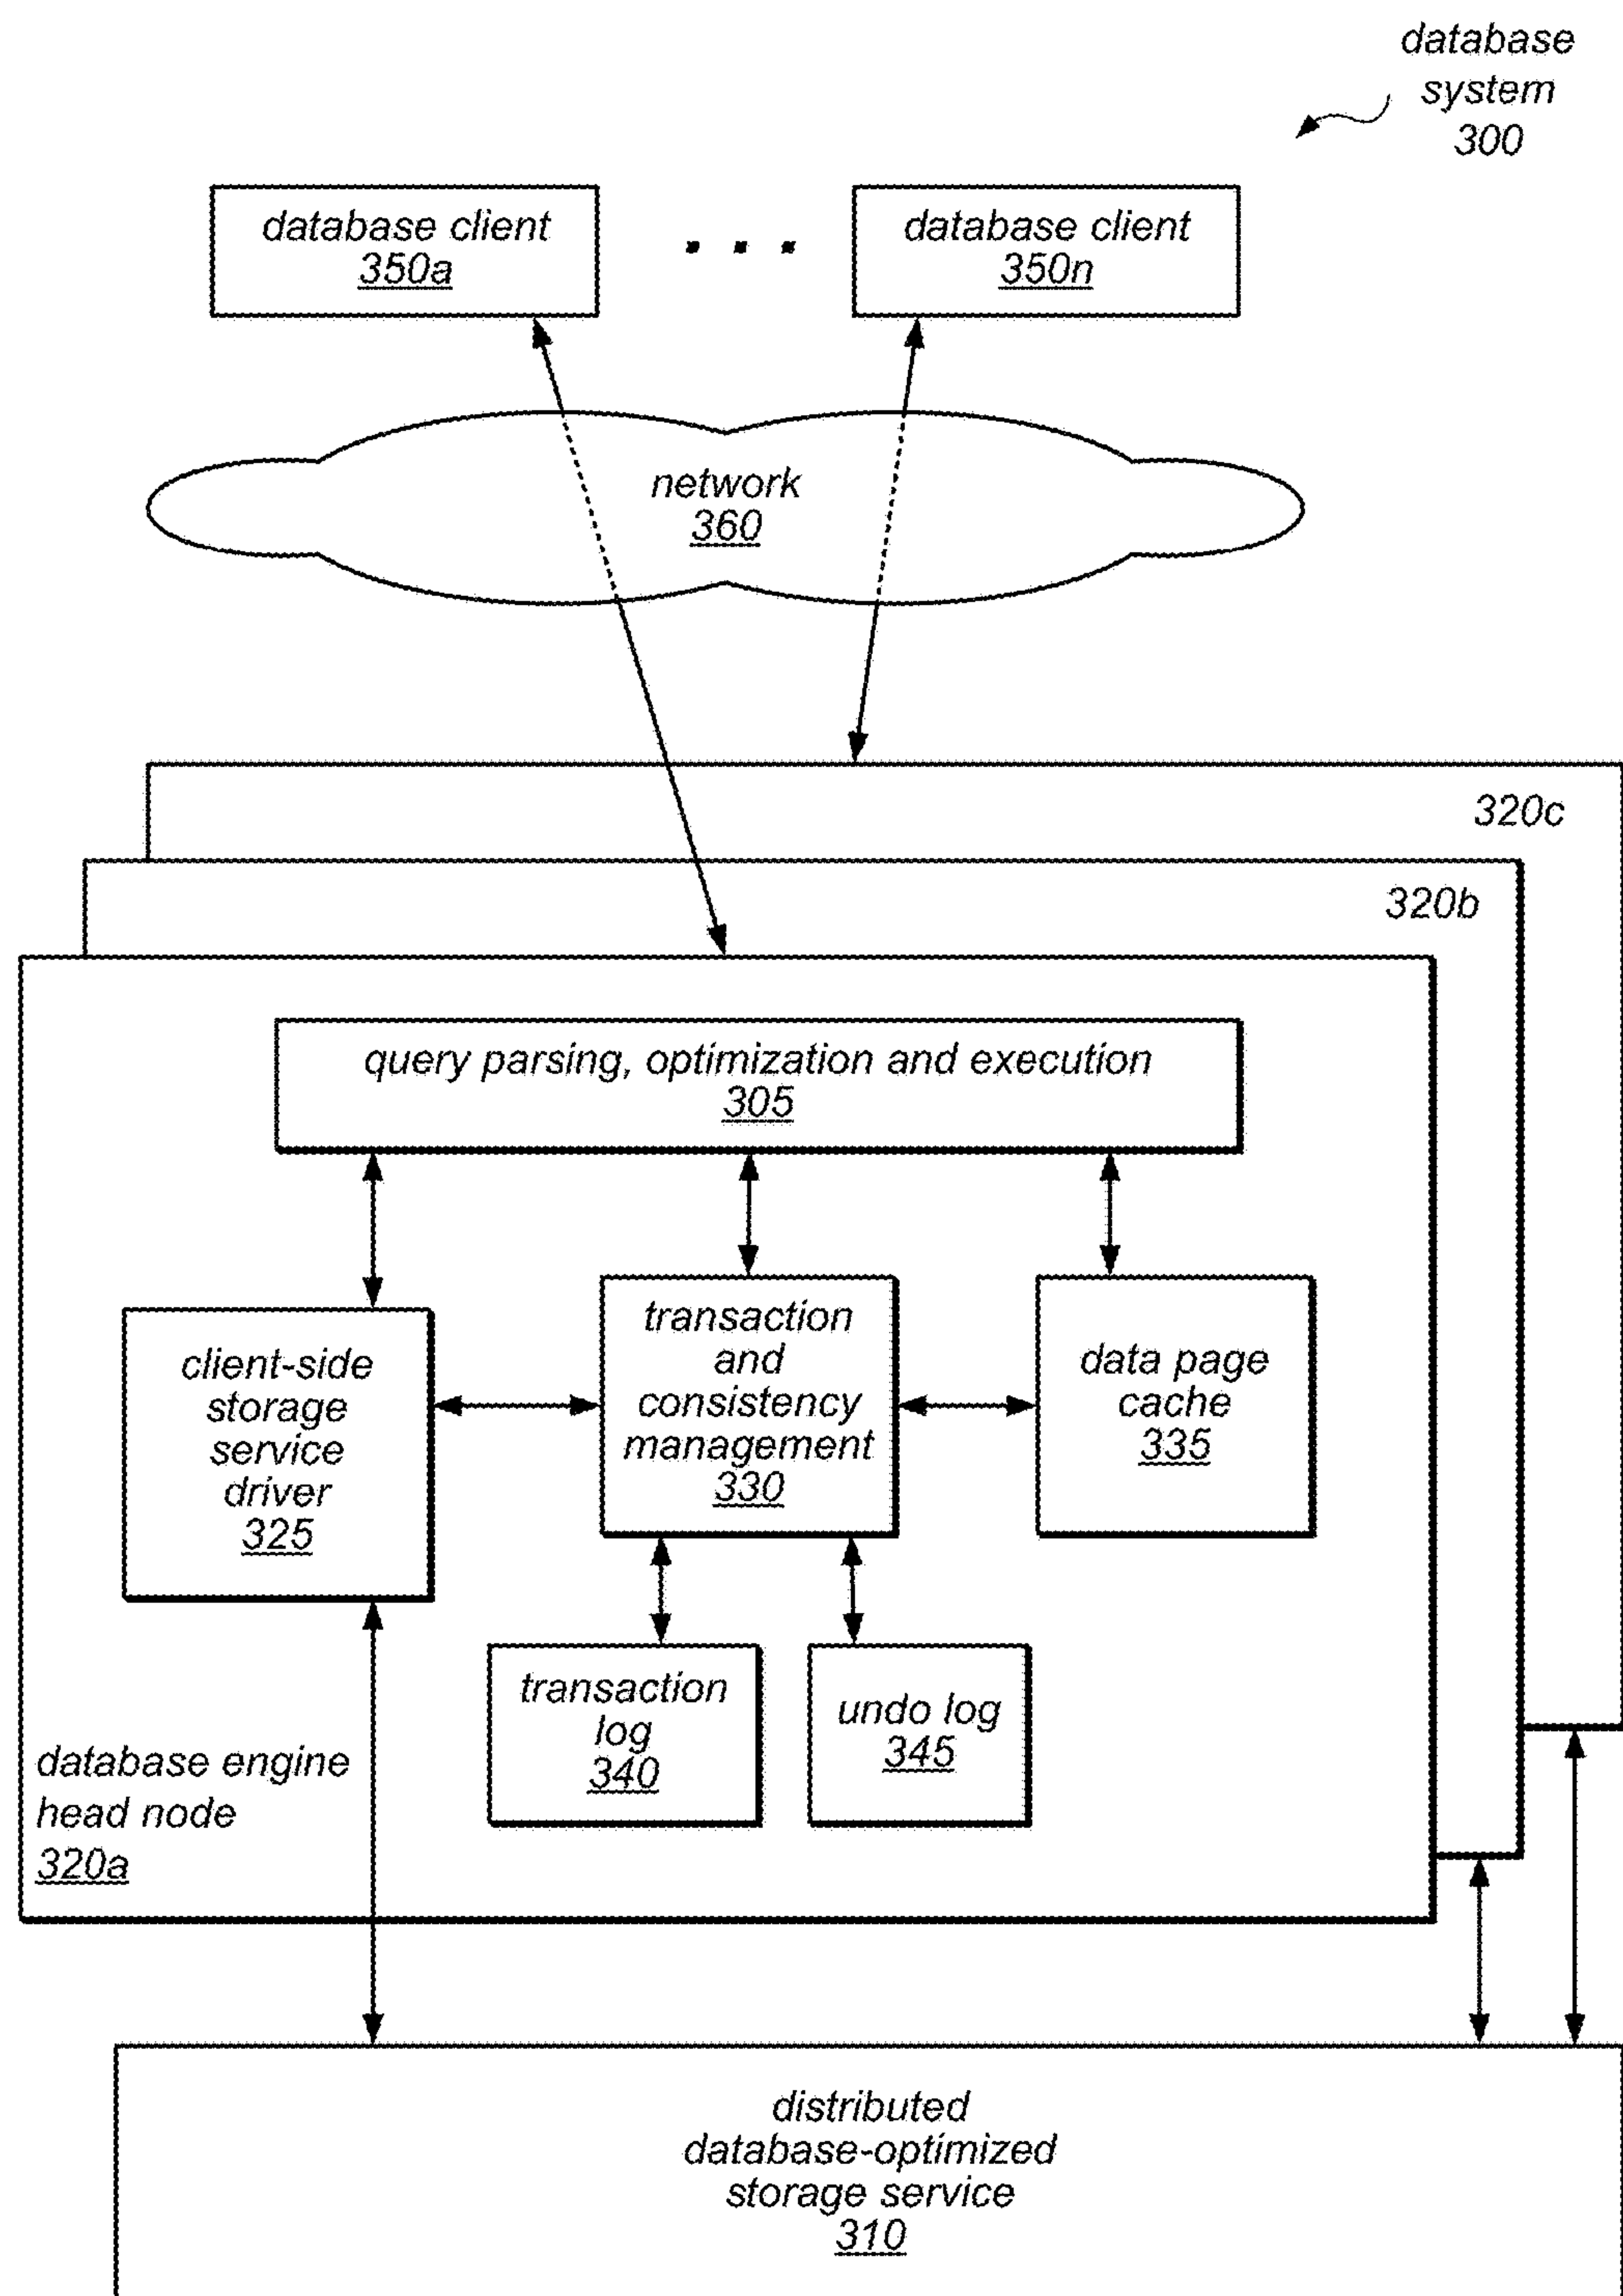 database
system
300
database client
350a
. . .
database client
350n
network
360
320c
320b
query parsing, optimization and execution
305
client-side
storage
service
driver
325
transaction
and
consistency
management
330
data page
cache
335
transaction
log
340
undo log
345
database engine
head node
320a
distributed
database-optimized
storage service
310